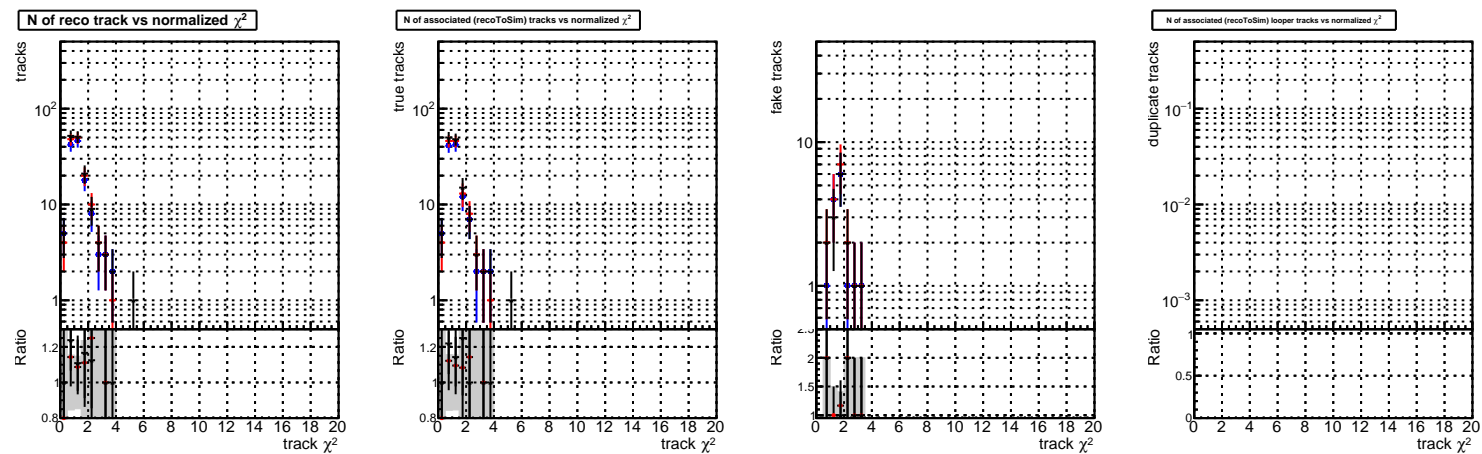 N of reco track vs normalized χ²
tracks
10²
10
1
Ratio
1.2
1
0.8
0 2 4 6 8 10 12 14 16 18 20
track χ²
N of associated (recoToSim) tracks vs normalized χ²
true tracks
10²
10
1
Ratio
1.2
1
0.8
0 2 4 6 8 10 12 14 16 18 20
track χ²
fake tracks
10
1
Ratio
2.5
2
1.5
1
0 2 4 6 8 10 12 14 16 18 20
track χ²
N of associated (recoToSim) looper tracks vs normalized χ²
duplicate tracks
10⁻¹
10⁻²
10⁻³
Ratio
1
0.5
0
0 2 4 6 8 10 12 14 16 18 20
track χ²